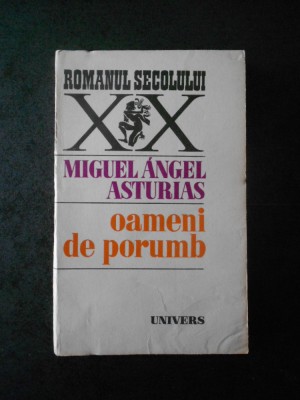 ROMANUL SECOLULUI
XX
MIGUEL ÁNGEL
ASTURIAS
oameni
de porumb
UNIVERS